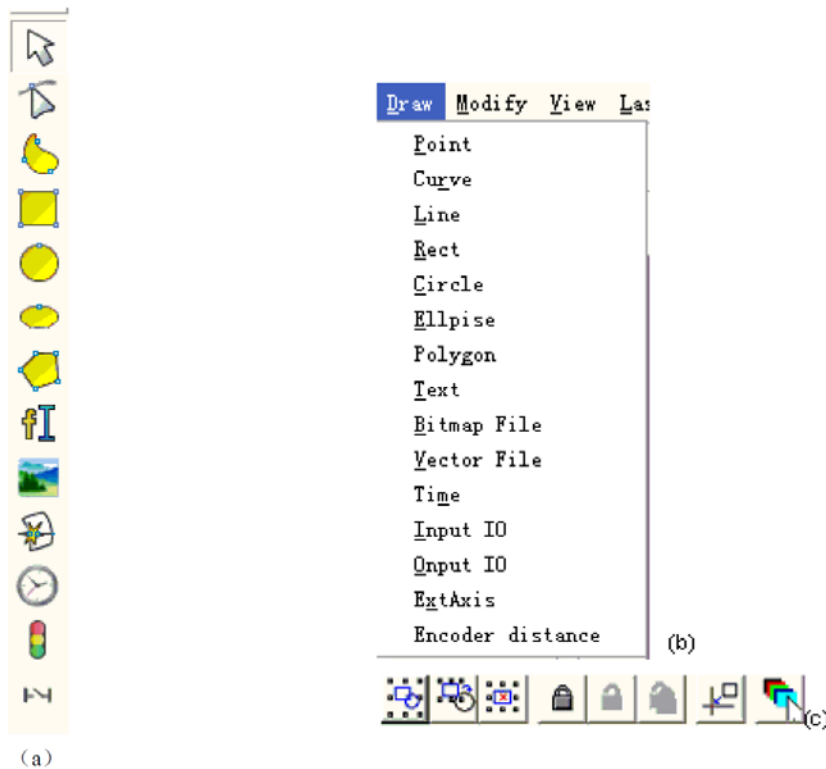 Draw Modify View Las
Point
Curve
Line
Rect
Circle
Ellpise
Polygon
Text
Bitmap File
Vector File
Time
Input IO
Onput IO
ExtAxis
Encoder distance
(b)
(c)
(a)